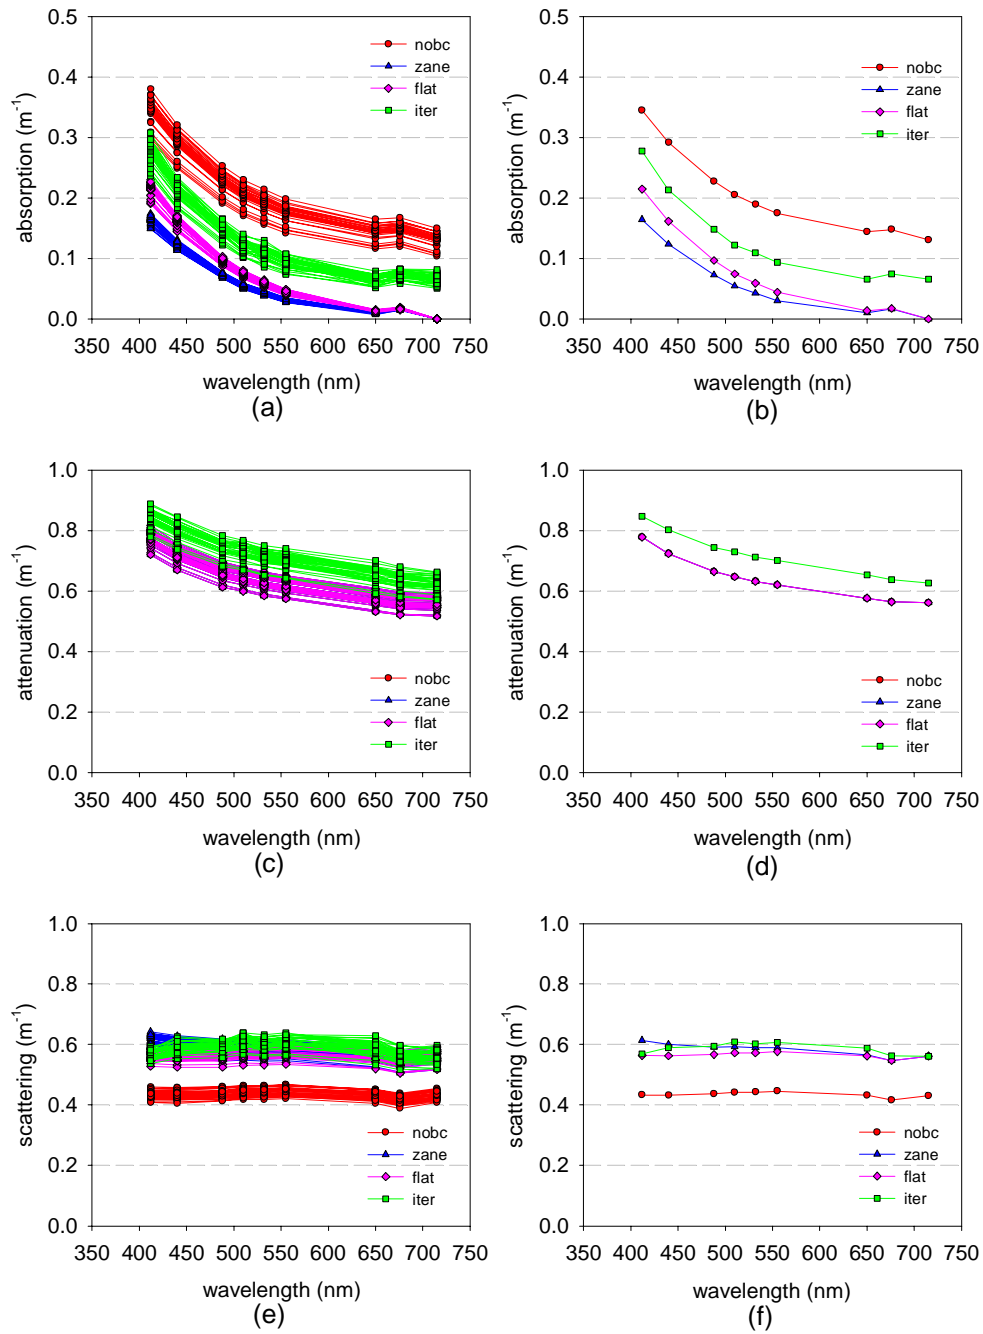 0.5
0.4
0.3
0.2
0.1
0.0
absorption (m⁻¹)
nobc
zane
flat
iter
350 400 450 500 550 600 650 700 750
wavelength (nm)
(a)
0.5
0.4
0.3
0.2
0.1
0.0
absorption (m⁻¹)
nobc
zane
flat
iter
350 400 450 500 550 600 650 700 750
wavelength (nm)
(b)
1.0
0.8
0.6
0.4
0.2
0.0
attenuation (m⁻¹)
nobc
zane
flat
iter
350 400 450 500 550 600 650 700 750
wavelength (nm)
(c)
1.0
0.8
0.6
0.4
0.2
0.0
attenuation (m⁻¹)
nobc
zane
flat
iter
350 400 450 500 550 600 650 700 750
wavelength (nm)
(d)
1.0
0.8
0.6
0.4
0.2
0.0
scattering (m⁻¹)
nobc
zane
flat
iter
350 400 450 500 550 600 650 700 750
wavelength (nm)
(e)
1.0
0.8
0.6
0.4
0.2
0.0
scattering (m⁻¹)
nobc
zane
flat
iter
350 400 450 500 550 600 650 700 750
wavelength (nm)
(f)